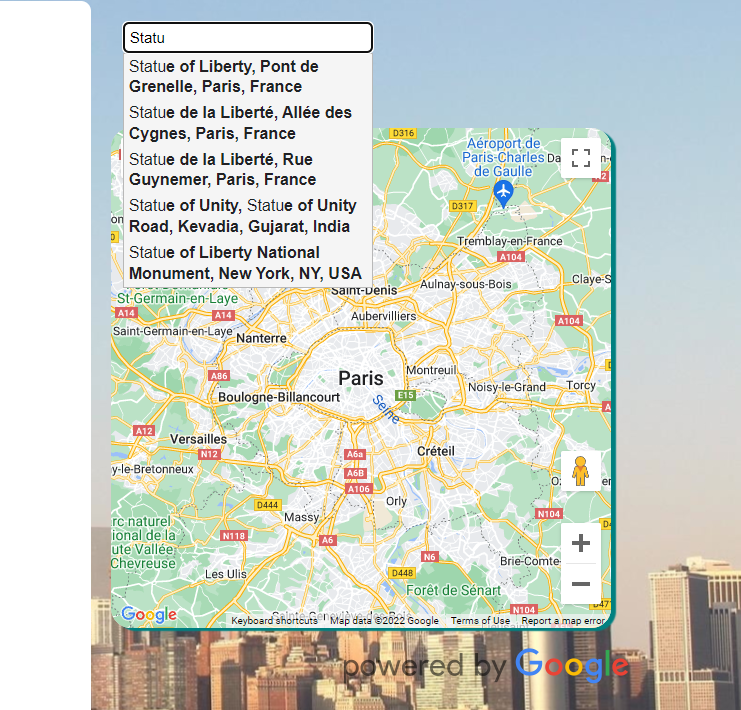 Statu
Statue of Liberty, Pont de
Grenelle, Paris, France
Statue de la Liberté, Allée des
Cygnes, Paris, France
Statue de la Liberté, Rue
Guynemer, Paris, France
Statue of Unity, Statue of Unity
Road, Kevadia, Gujarat, India
Statue of Liberty National
Monument, New York, NY, USA
D316
Aéroport de
Paris-Charles
de Gaulle
D317
Tremblay-en-France
A104
St-Germain-en-Laye
Saint-Denis
Aulnay-sous-Bois
Claye-S
A14
A14
Aubervilliers
A104
Saint-Germain-en-Laye
Nanterre
Paris
Montreuil
A86
Noisy-le-Grand
Torcy
Boulogne-Billancourt
E15
Seine
A12
Versailles
N12
A6a
Créteil
y-le-Bretonneux
A6B
A106
D444
Orly
Massy
N104
rc naturel
ional de la
ute Vallée
Chevreuse
N118
A6
N6
Brie-Comte-
Les Ulis
D448
Forêt de Sénart
D471
N104
Google
Keyboard shortcuts
Map data ©2022 Google
Terms of Use
Report a map error
powered by Google